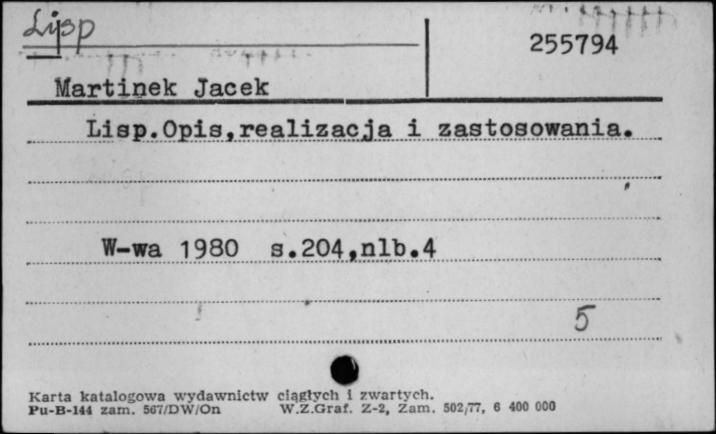 Lisp
255794
Martinek Jacek
Lisp.Opis,realizacja i zastosowania.
W-wa 1980 s.204,nlb.4
5
Karta katalogowa wydawnictw ciągłych i zwartych.
Pu-B-144 zam. 567/DW/On W.Z.Graf. Z-2, Zam. 502/77, 6 400 000